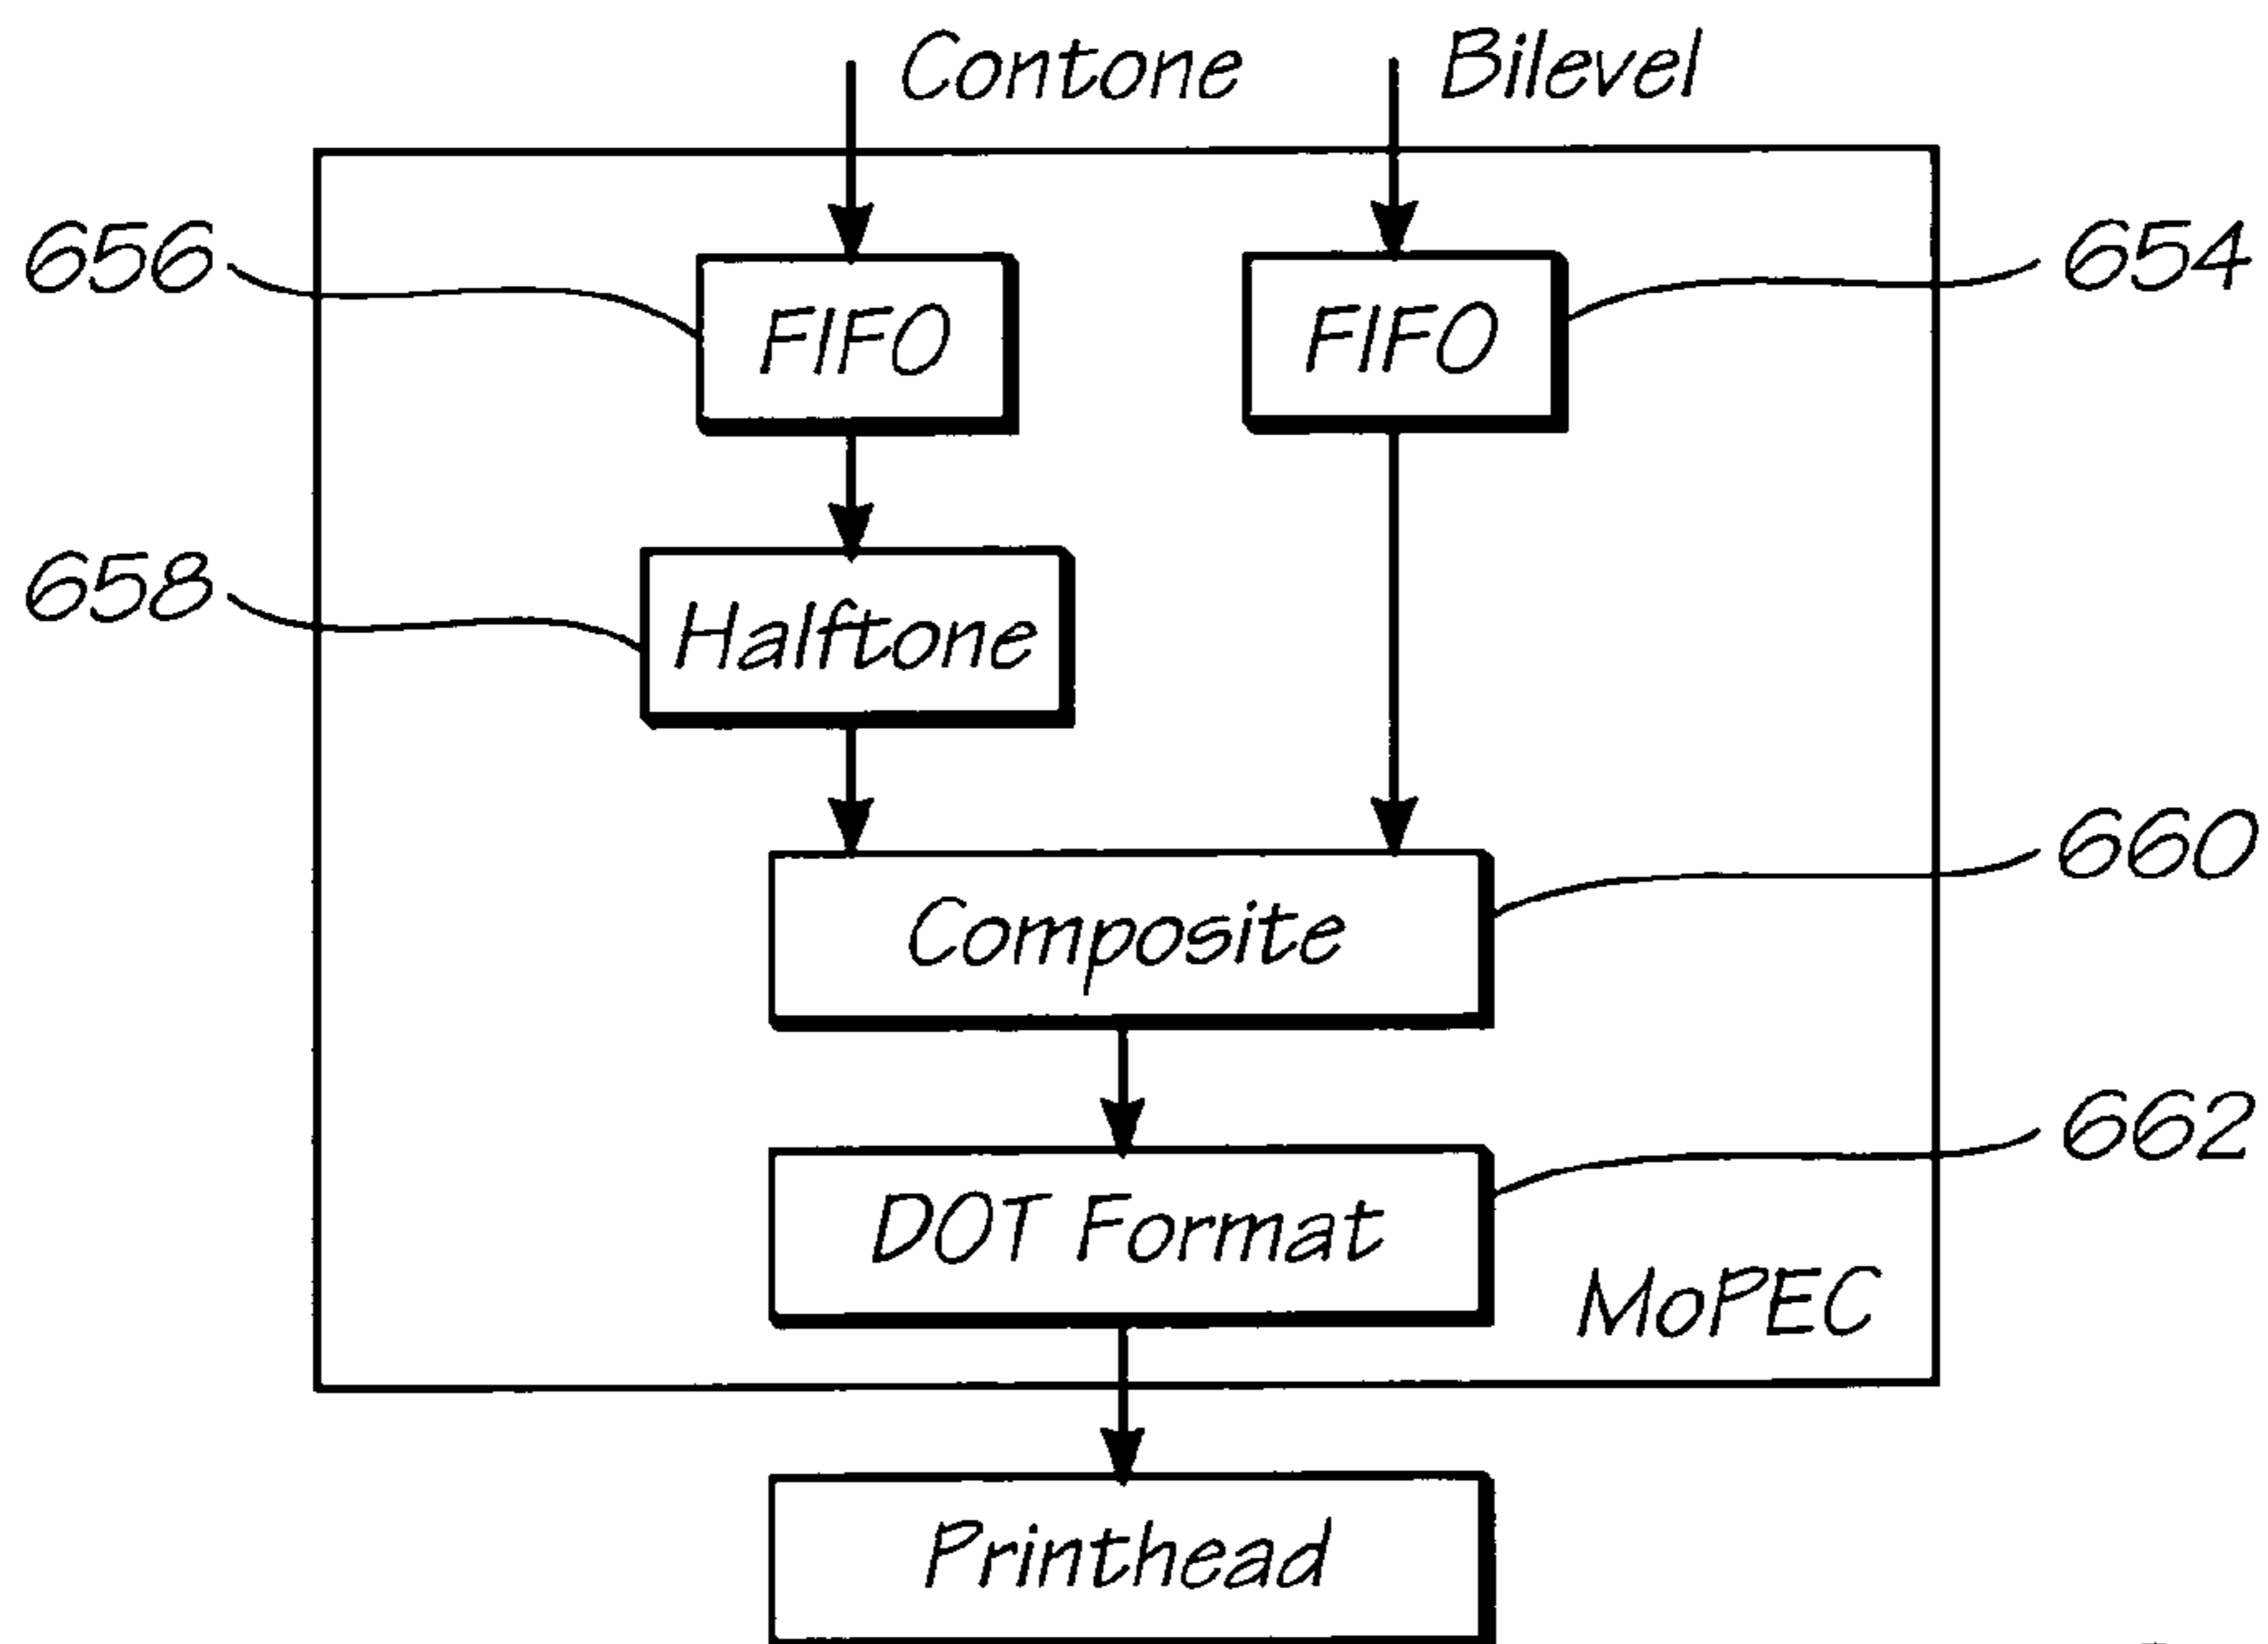 Contone
Bilevel
656
FIFO
FIFO
654
658
Halftone
Composite
660
DOT Format
662
MoPEC
Printhead